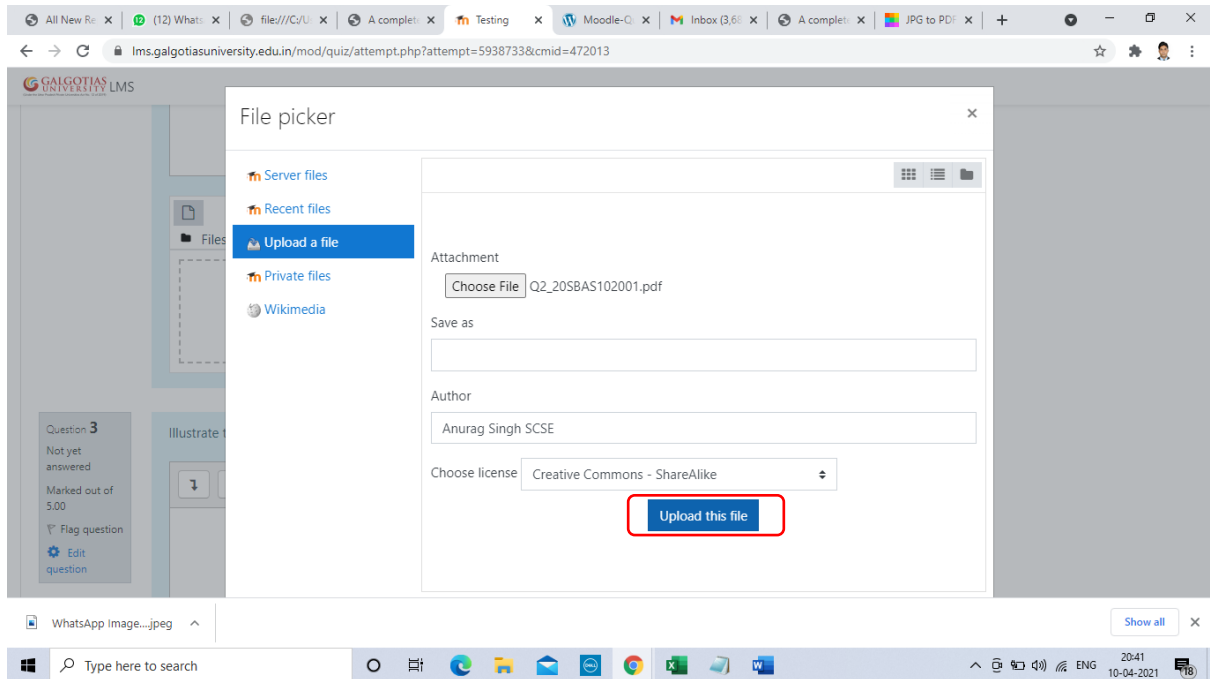 All New Re
(12) Whats
file:///C:/U
A complet
Testing
Moodle-Q
Inbox (3,6
A complet
JPG to PDF
lms.galgotiasuniversity.edu.in/mod/quiz/attempt.php?attempt=5938733&cmid=472013
GALGOTIAS
UNIVERSITY LMS
File picker
Server files
Recent files
Upload a file
Private files
Wikimedia
Files
Attachment
Choose File Q2_20SBAS102001.pdf
Save as
Author
Anurag Singh SCSE
Choose license Creative Commons - ShareAlike
Upload this file
Question 3
Not yet
answered
Marked out of
5.00
Flag question
Edit
question
Illustrate t
WhatsApp Image....jpeg
Show all
Type here to search
DELL
ENG
20:41
10-04-2021
18